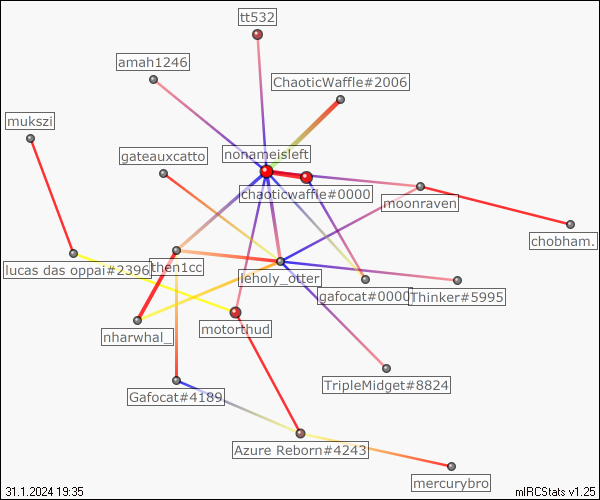 tt532
amah1246
ChaoticWaffle#2006
mukszi
gateauxcatto
nonameisleft
chaoticwaffle#0000
moonraven
chobham.
lucas das oppai#2396
then1cc
leholy_otter
gafocat#0000
Thinker#5995
nharwhal_
motorthud
TripleMidget#8824
Gafocat#4189
Azure Reborn#4243
mercurybro
31.1.2024 19:35
mIRCStats v1.25